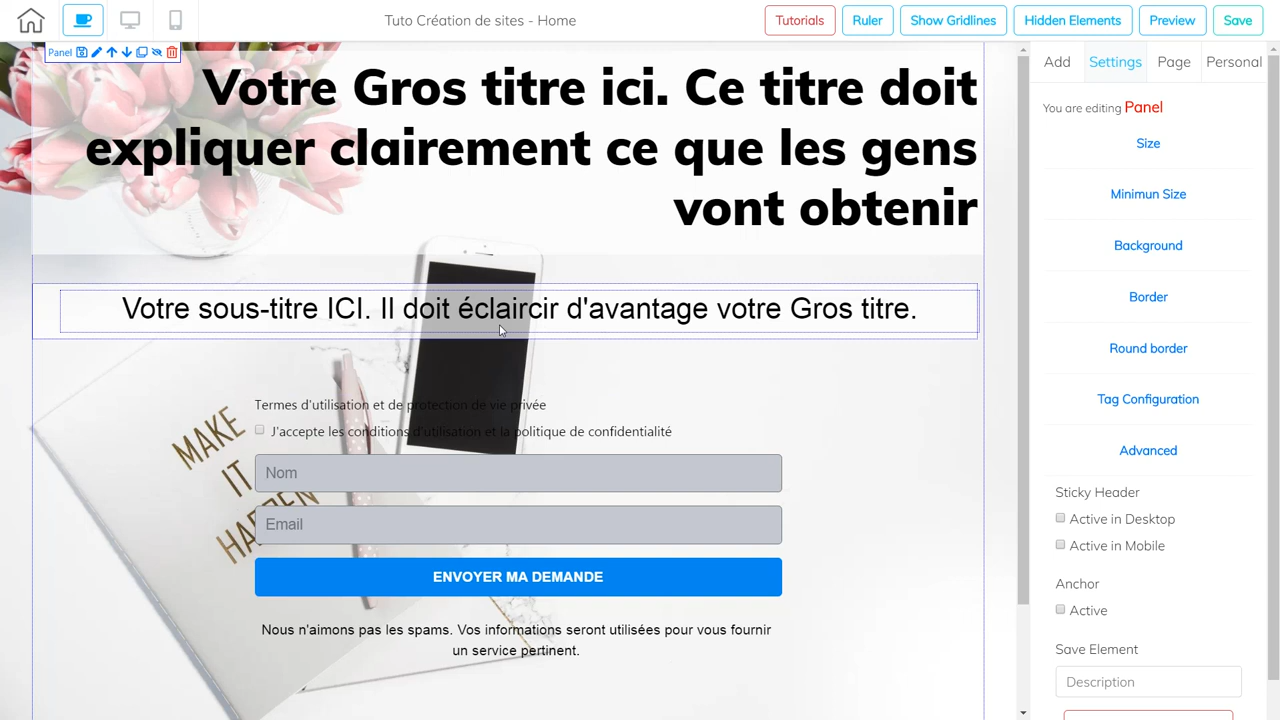 Tuto Création de sites - Home
Tutorials
Ruler
Show Gridlines
Hidden Elements
Preview
Save
Panel
Votre Gros titre ici. Ce titre doit
expliquer clairement ce que les gens
vont obtenir
Votre sous-titre ICI. Il doit éclaircir d'avantage votre Gros titre.
MAKE
IT
HAPPEN
Termes d'utilisation et de protection de vie privée
J'accepte les conditions d'utilisation et la politique de confidentialité
Nom
Email
ENVOYER MA DEMANDE
Nous n'aimons pas les spams. Vos informations seront utilisées pour vous fournir
un service pertinent.
Add
Settings
Page
Personal
You are editing Panel
Size
Minimun Size
Background
Border
Round border
Tag Configuration
Advanced
Sticky Header
Active in Desktop
Active in Mobile
Anchor
Active
Save Element
Description